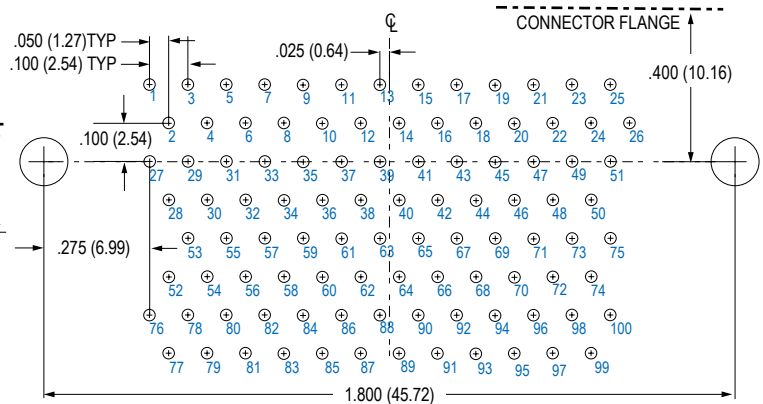 CONNECTOR FLANGE
.050 (1.27)TYP
.100 (2.54) TYP
.025 (0.64)
℄
.400 (10.16)
1 3 5 7 9 11 13 15 17 19 21 23 25
.100 (2.54)
2 4 6 8 10 12 14 16 18 20 22 24 26
27 29 31 33 35 37 39 41 43 45 47 49 51
28 30 32 34 36 38 40 42 44 46 48 50
.275 (6.99)
53 55 57 59 61 63 65 67 69 71 73 75
52 54 56 58 60 62 64 66 68 70 72 74
76 78 80 82 84 86 88 90 92 94 96 98 100
77 79 81 83 85 87 89 91 93 95 97 99
1.800 (45.72)